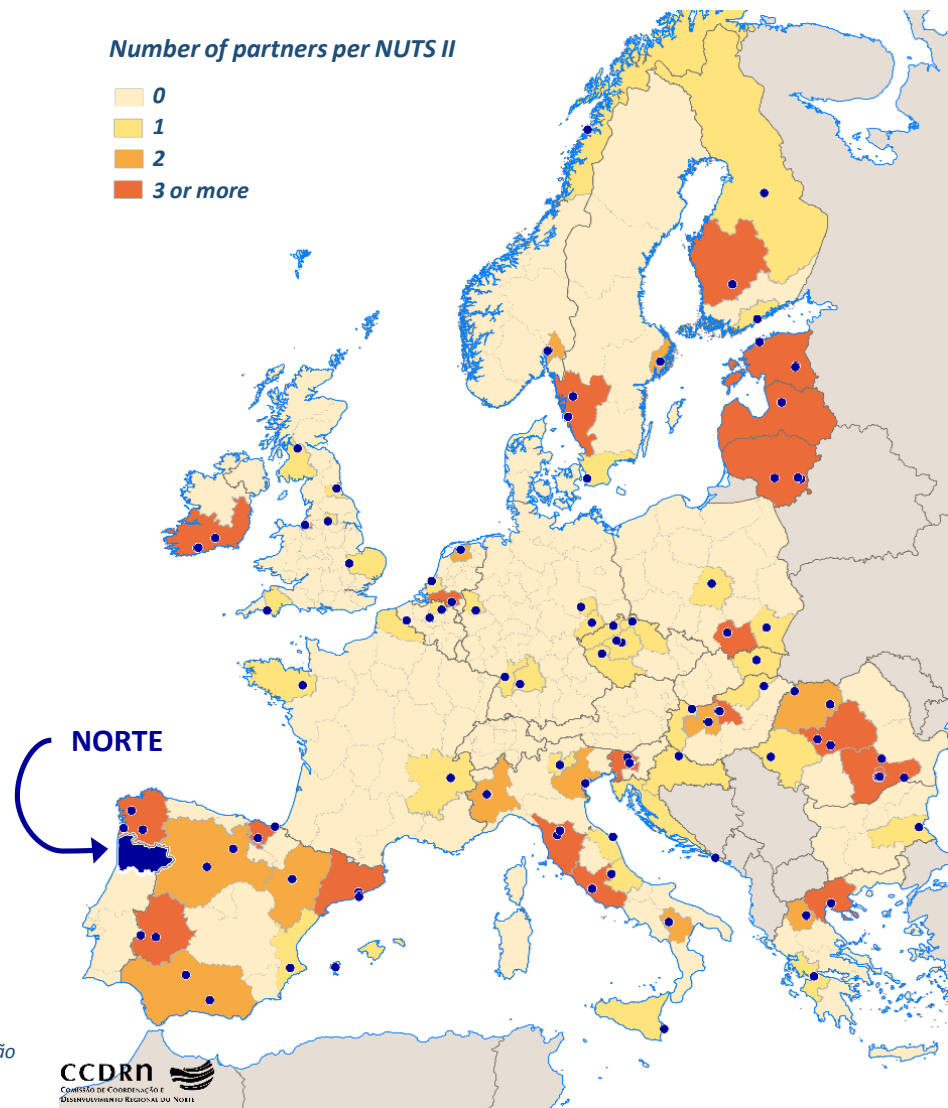 Number of partners per NUTS II
0
1
2
3 or more
NORTE
ão
CCDRn
Comissão de Coordenação e
Desenvolvimento Regional do Norte